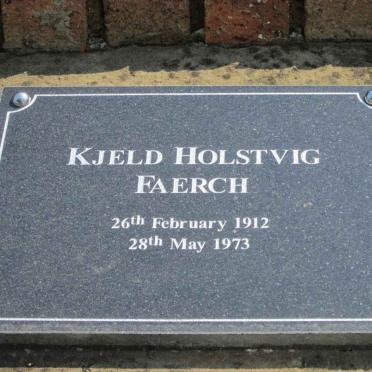 Kjeld Holstvig
Faerch
26th February 1912
28th May 1973